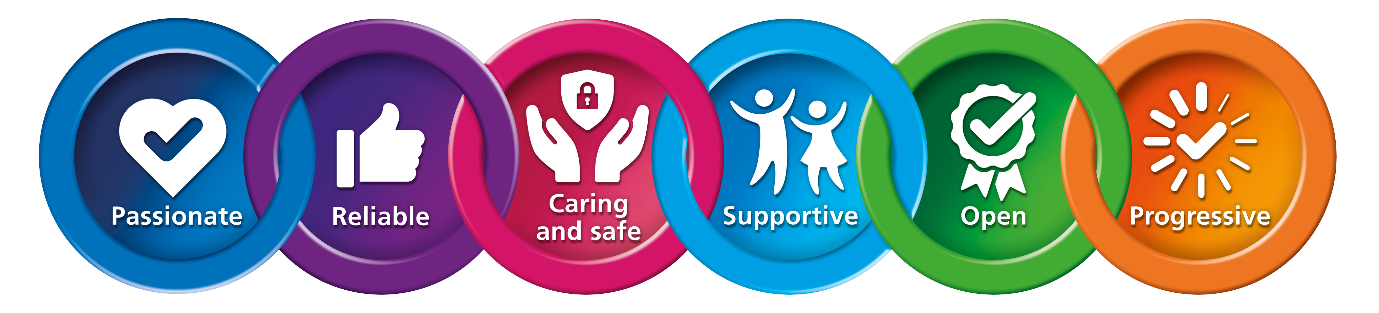 Passionate
Reliable
Caring
and safe
Supportive
Open
Progressive